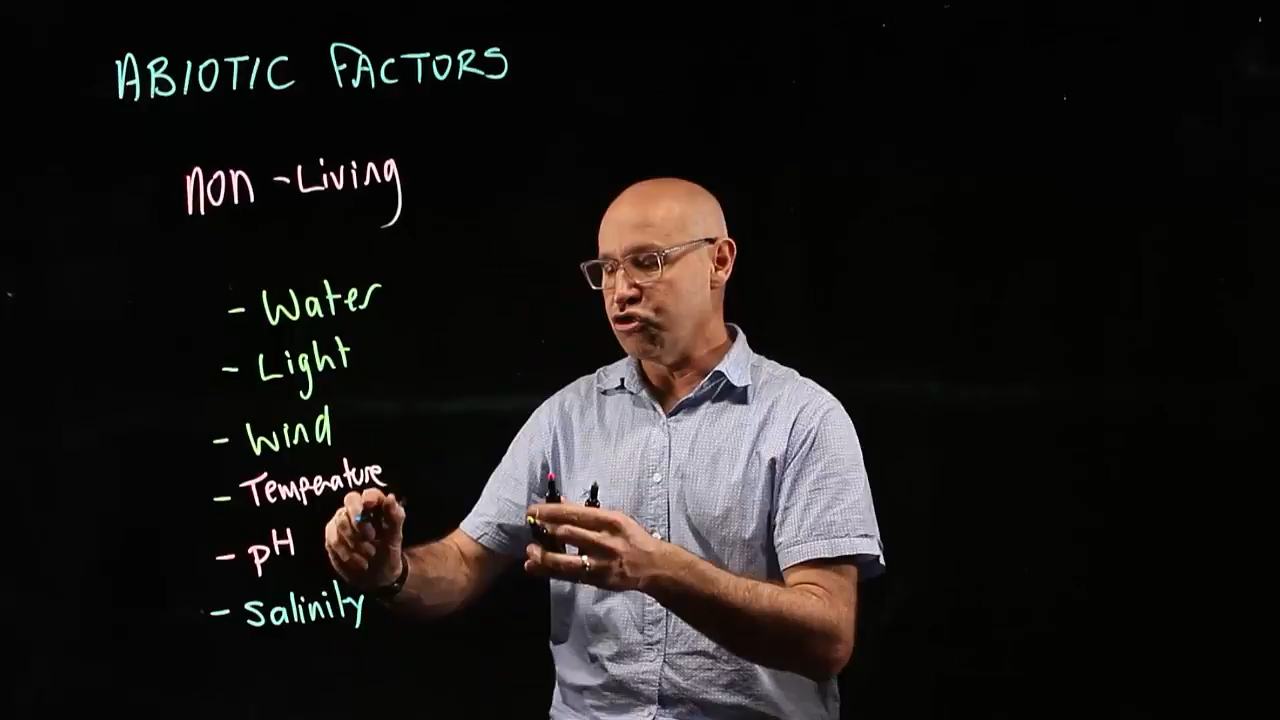 ABIOTIC FACTORS
non - Living
- Water
- Light
- Wind
- Temperature
- pH
- Salinity